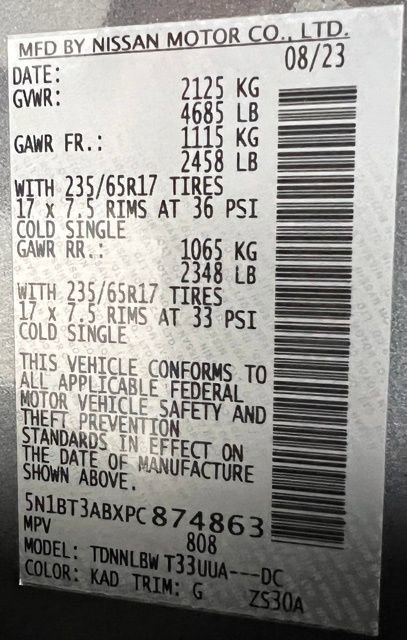 MFD BY NISSAN MOTOR CO., LTD.
DATE: 08/23
GVWR: 2125 KG
4685 LB
GAWR FR.: 1115 KG
2458 LB
WITH 235/65R17 TIRES
17 x 7.5 RIMS AT 36 PSI
COLD SINGLE
GAWR RR.: 1065 KG
2348 LB
WITH 235/65R17 TIRES
17 x 7.5 RIMS AT 33 PSI
COLD SINGLE
THIS VEHICLE CONFORMS TO
ALL APPLICABLE FEDERAL
MOTOR VEHICLE SAFETY AND
THEFT PREVENTION
STANDARDS IN EFFECT ON
THE DATE OF MANUFACTURE
SHOWN ABOVE.
5N1BT3ABXPC874863
MPV 808
MODEL: TDNNLBW T33UUA---DC
COLOR: KAD TRIM: G ZS30A